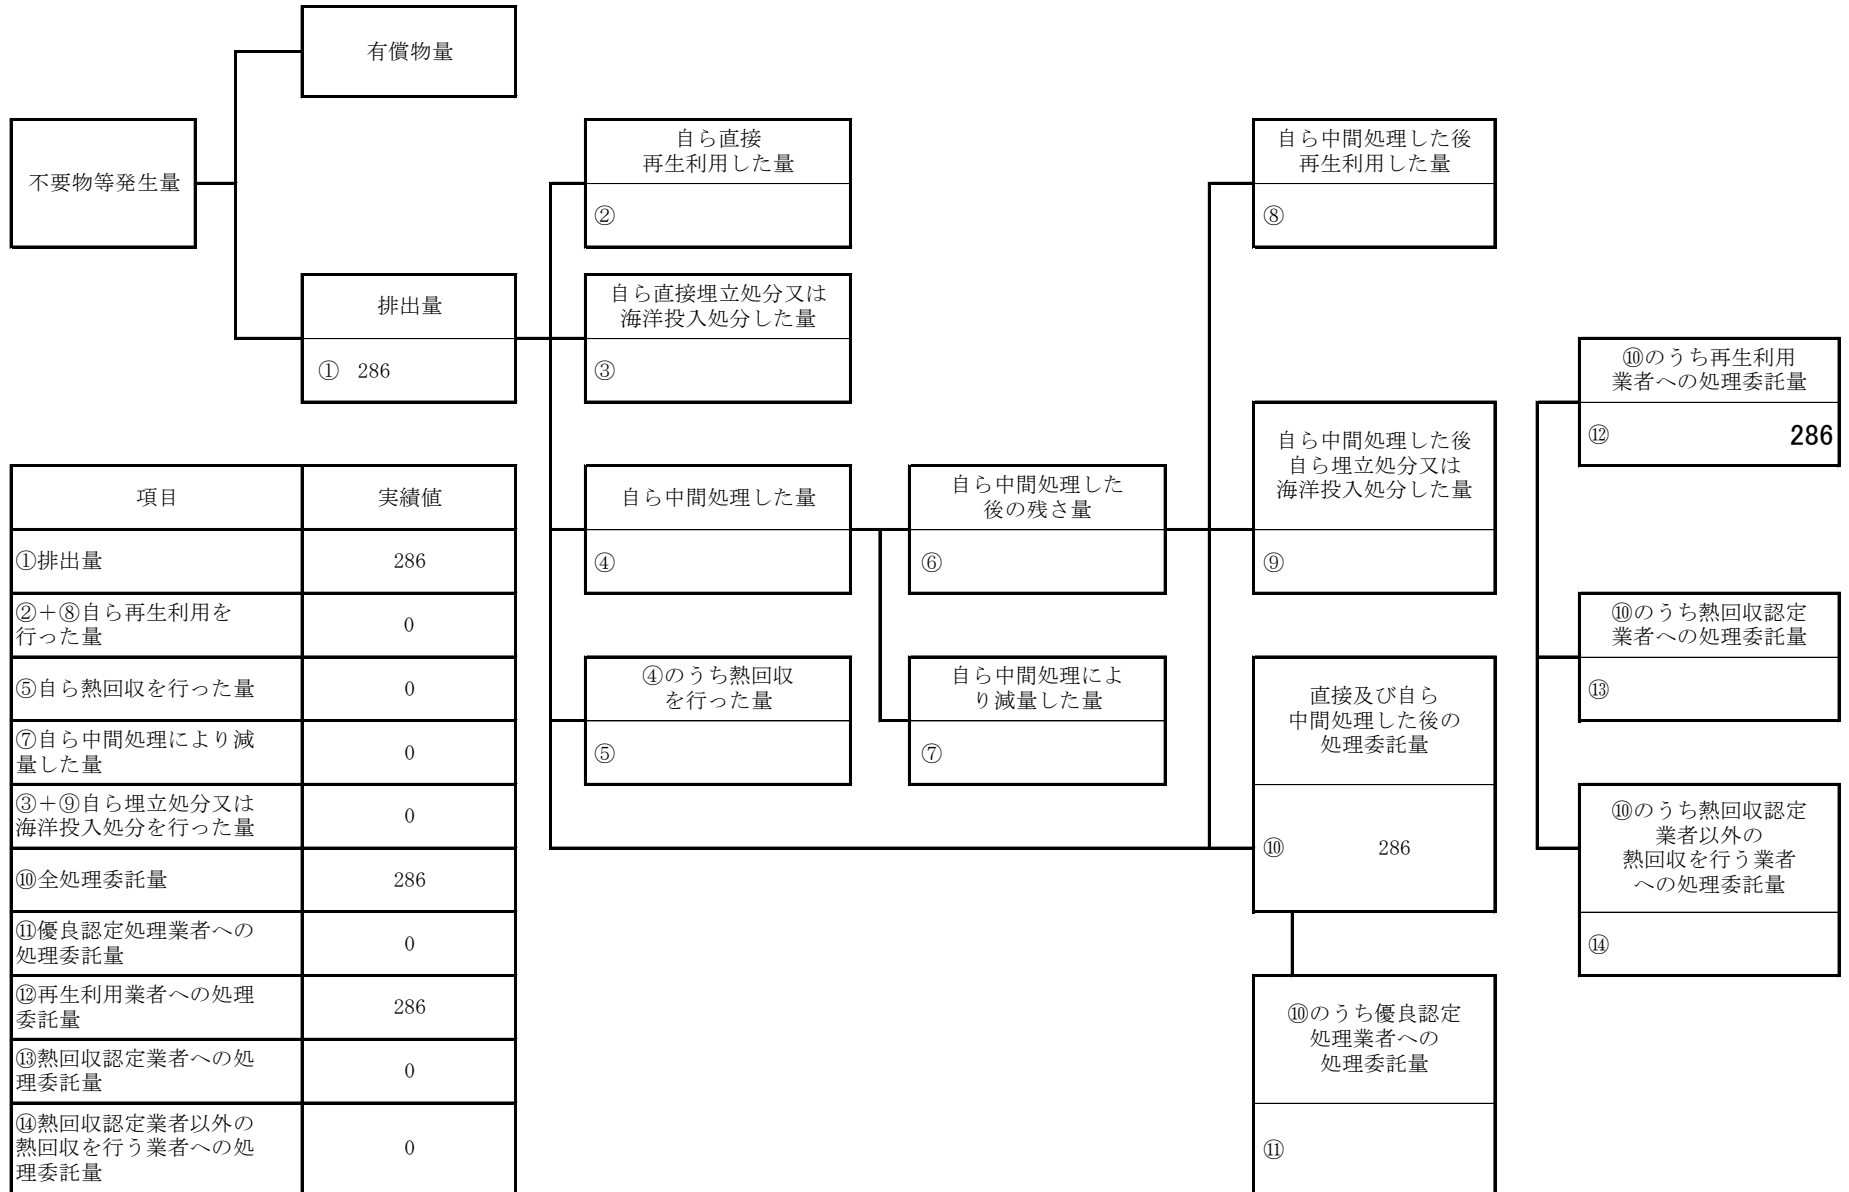 有償物量
不要物等発生量
排出量
① 286
自ら直接
再生利用した量
②
自ら直接埋立処分又は
海洋投入処分した量
③
自ら中間処理した量
④
④のうち熱回収
を行った量
⑤
自ら中間処理した
後の残さ量
⑥
自ら中間処理によ
り減量した量
⑦
自ら中間処理した後
再生利用した量
⑧
自ら中間処理した後
自ら埋立処分又は
海洋投入処分した量
⑨
直接及び自ら
中間処理した後の
処理委託量
⑩ 286
⑩のうち優良認定
処理業者への
処理委託量
⑪
⑩のうち再生利用
業者への処理委託量
⑫ 286
⑩のうち熱回収認定
業者への処理委託量
⑬
⑩のうち熱回収認定
業者以外の
熱回収を行う業者
への処理委託量
⑭
項目 実績値
①排出量 286
②+⑧自ら再生利用を
行った量 0
⑤自ら熱回収を行った量 0
⑦自ら中間処理により減
量した量 0
③+⑨自ら埋立処分又は
海洋投入処分を行った量 0
⑩全処理委託量 286
⑪優良認定処理業者への
処理委託量 0
⑫再生利用業者への処理
委託量 286
⑬熱回収認定業者への処
理委託量 0
⑭熱回収認定業者以外の
熱回収を行う業者への処 0
理委託量